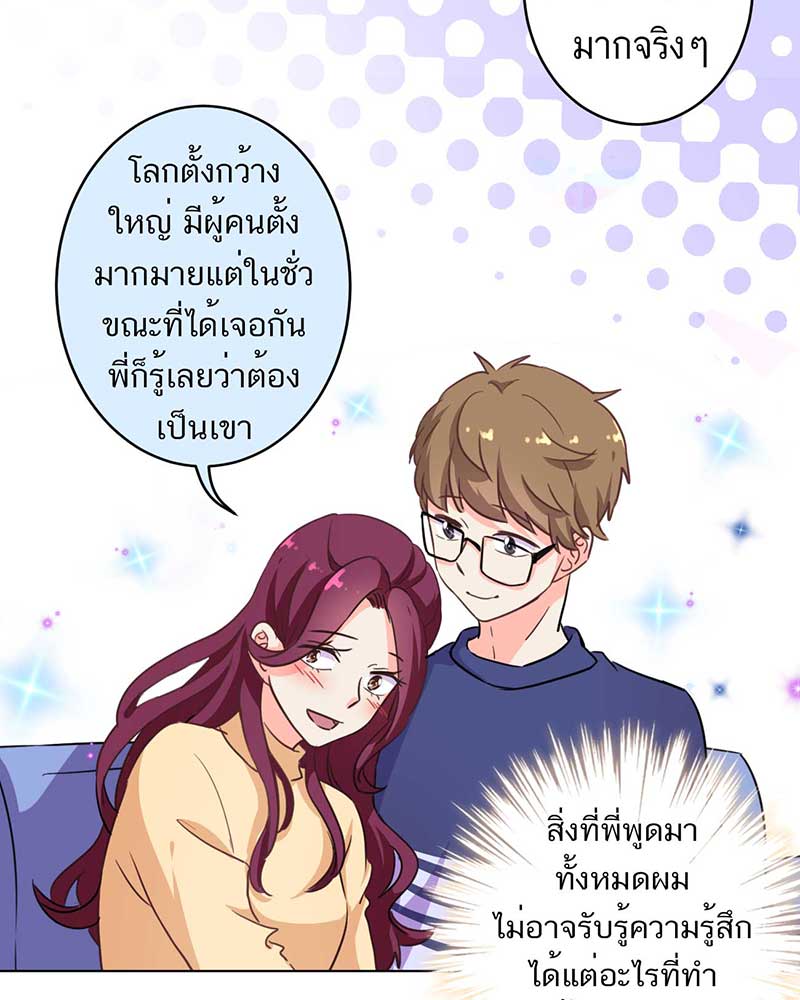 มากจริงๆ
โลกตั้งกว้าง
ใหญ่ มีผู้คนตั้ง
มากมายแต่ในชั่ว
ขณะที่ได้เจอกัน
พี่ก็รู้เลยว่าต้อง
เป็นเขา
สิ่งที่พี่พูดมา
ทั้งหมดผม
ไม่อาจรับรู้ความรู้สึก
ได้แต่อะไรที่ทำ